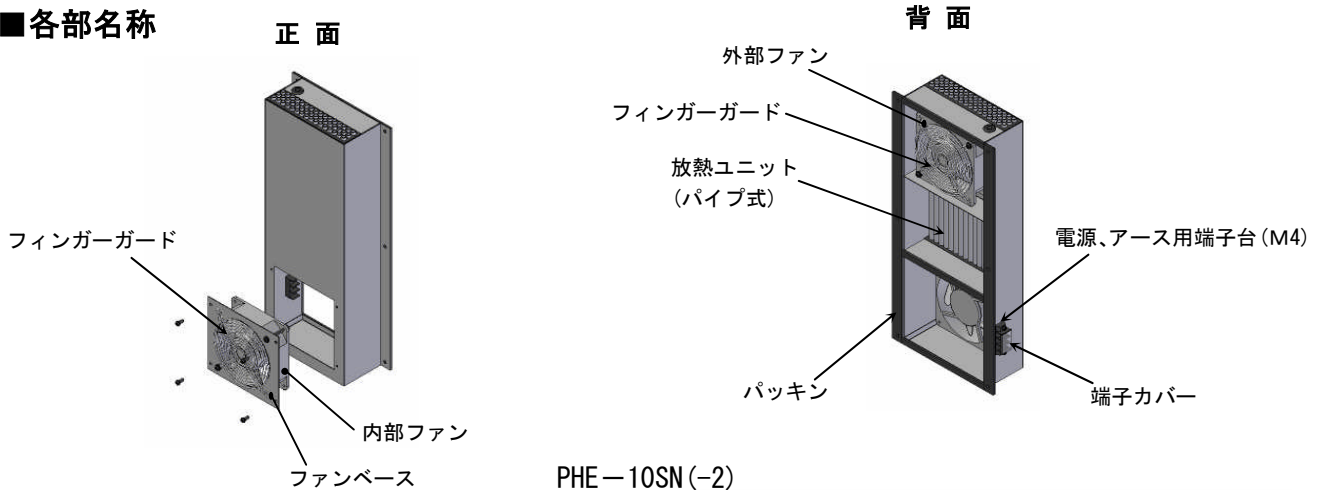 ■各部名称
正 面
フィンガーガード
内部ファン
ファンベース
背 面
外部ファン
フィンガーガード
放熱ユニット
(パイプ式)
電源、アース用端子台(M4)
パッキン
端子カバー
PHE－10SN(-2)